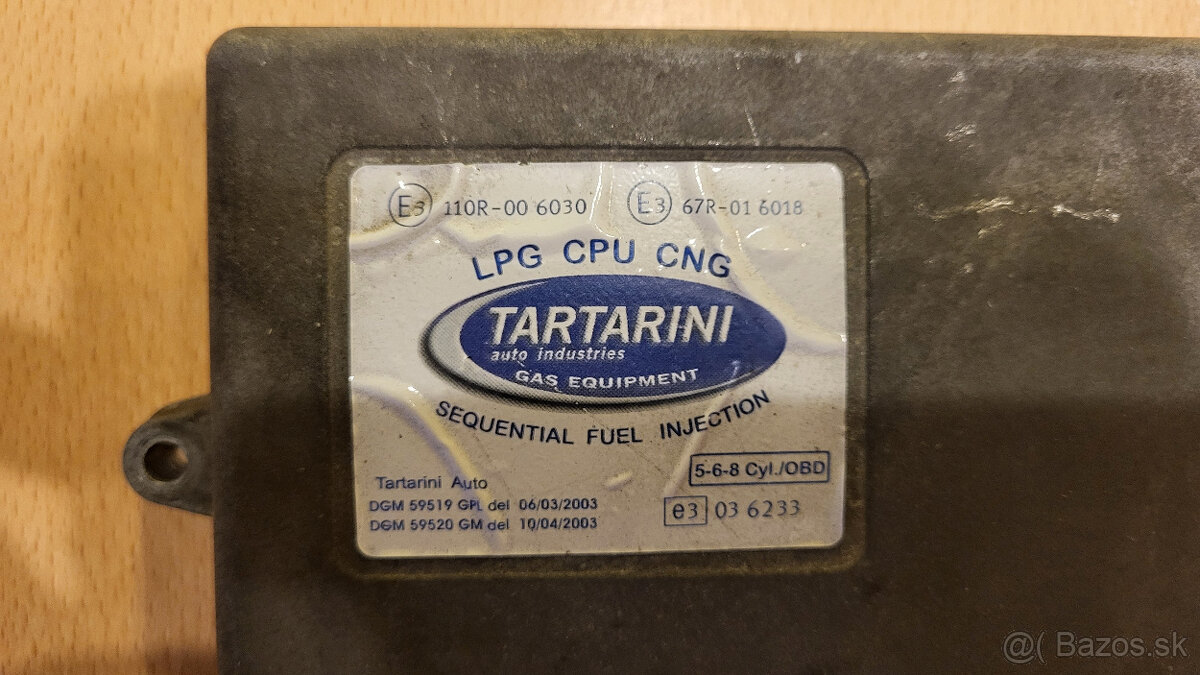 E3 110R-00 6030 E3 67R-01 6018
LPG CPU CNG
TARTARINI
auto industries
GAS EQUIPMENT
SEQUENTIAL FUEL INJECTION
5-6-8 Cyl./OBD
Tartarini Auto
DGM 59519 GPL del 06/03/2003
DGM 59520 GM del 10/04/2003
e3 03 6233
@( Bazos.sk